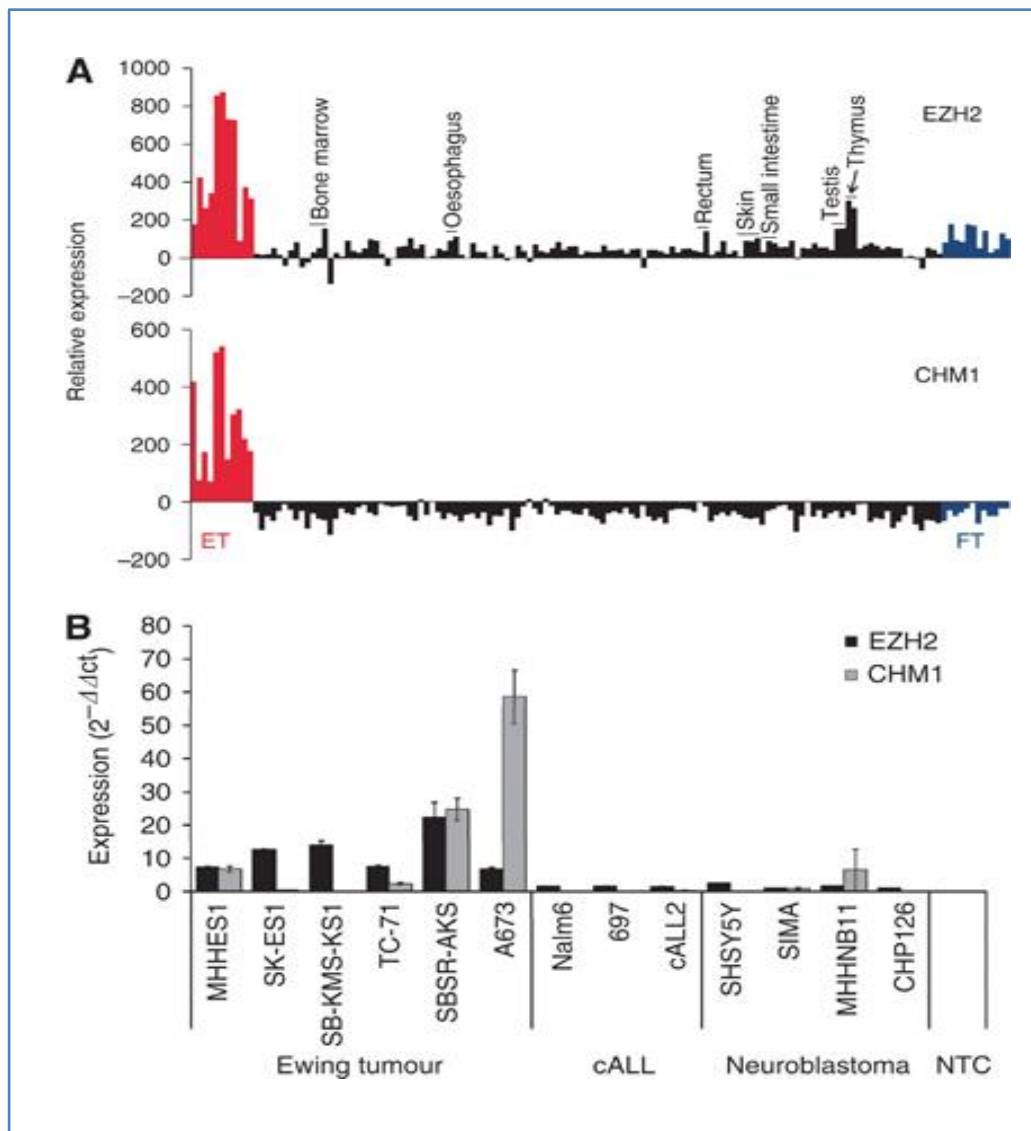 A
Relative expression
1000
800
600
400
200
0
−200
EZH2
Bone marrow
Oesophagus
Rectum
Skin
Small intestime
Testis
Thymus
600
400
200
0
−200
CHM1
ET
FT
B
Expression (2−ΔΔct)
80
70
60
50
40
30
20
10
0
EZH2
CHM1
MHHES1
SK-ES1
SB-KMS-KS1
TC-71
SBSR-AKS
A673
Nalm6
697
cALL2
SHSY5Y
SIMA
MHHNB11
CHP126
Ewing tumour
cALL
Neuroblastoma
NTC